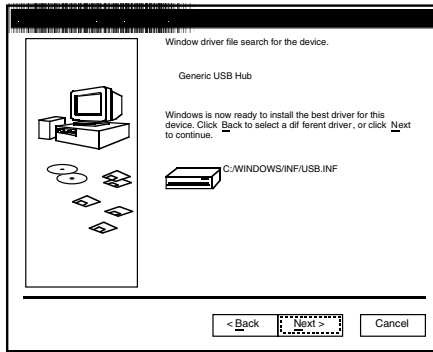 Window driver file search for the device.
Generic USB Hub
Windows is now ready to install the best driver for this
device. Click Back to select a dif ferent driver, or click Next
to continue.
C:/WINDOWS/INF/USB.INF
< Back
Next >
Cancel